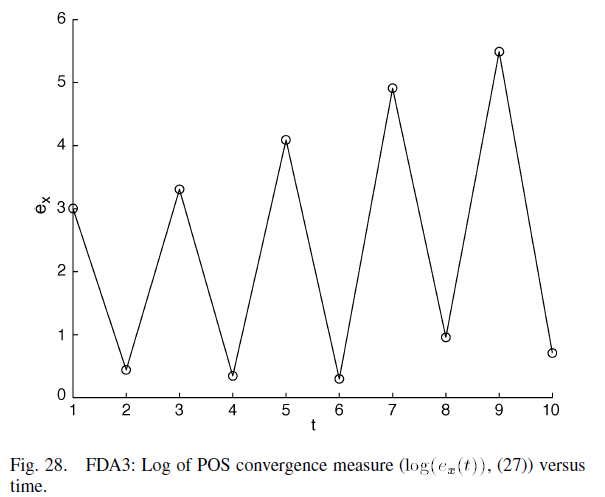 6
5
4
3
2
1
0
e_x
1 2 3 4 5 6 7 8 9 10
t
Fig. 28. FDA3: Log of POS convergence measure (log(e_x(t)), (27)) versus
time.